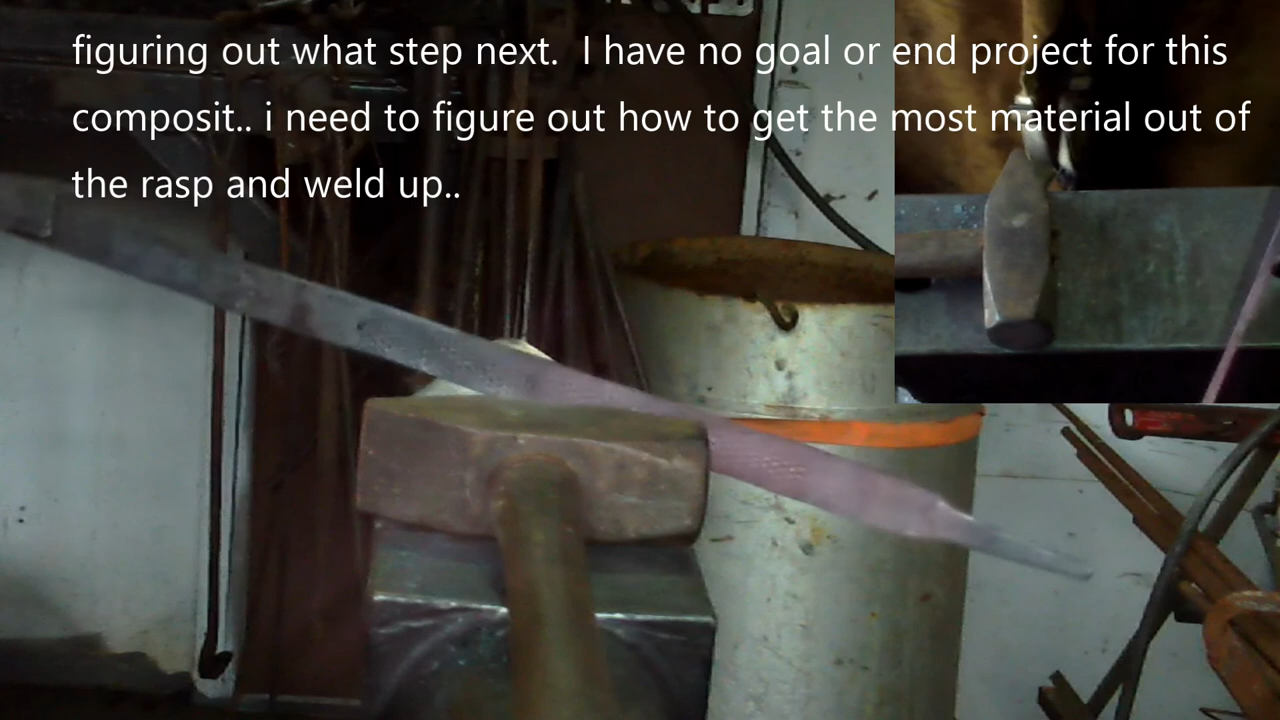 figuring out what step next.  I have no goal or end project for this
composit.. i need to figure out how to get the most material out of
the rasp and weld up..